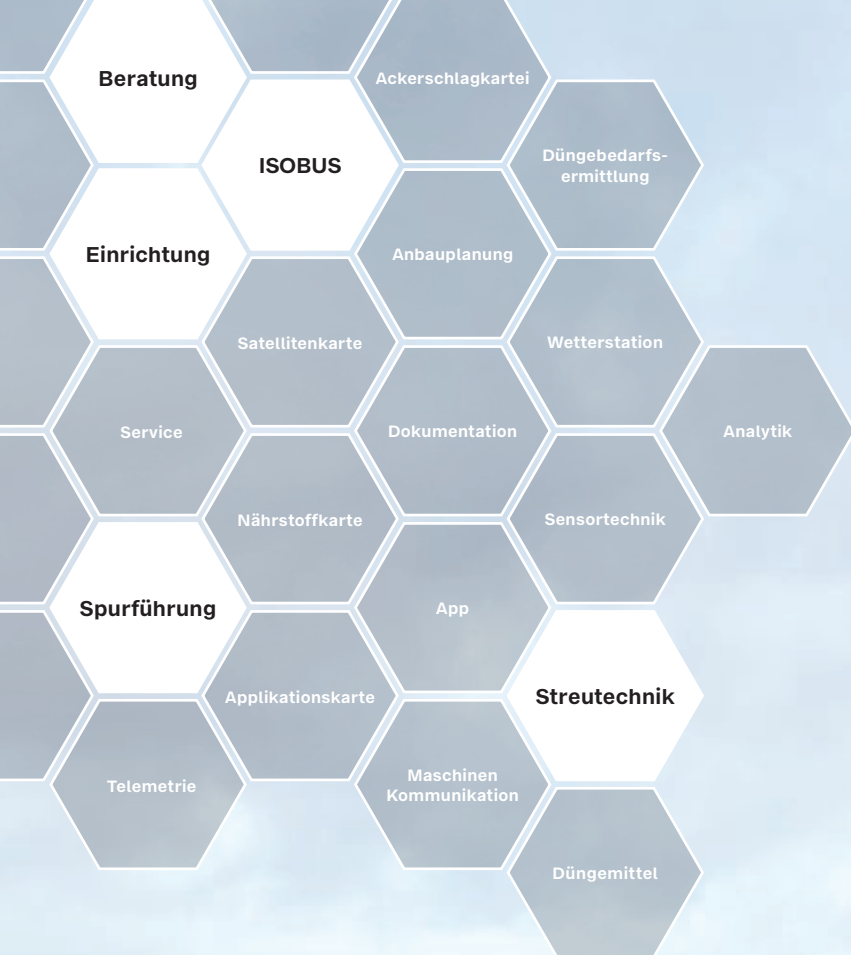 Beratung
Ackerschlagkartei
ISOBUS
Düngebedarfs-
ermittlung
Einrichtung
Anbauplanung
Satellitenkarte
Wetterstation
Service
Dokumentation
Analytik
Nährstoffkarte
Sensortechnik
Spurführung
App
Applikationskarte
Streutechnik
Telemetrie
Maschinen
Kommunikation
Düngemittel